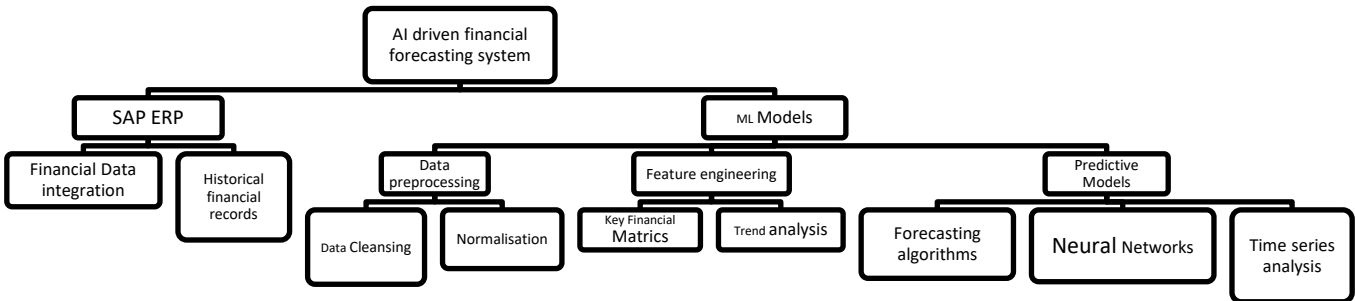 AI driven financial
forecasting system
SAP ERP
ML Models
Financial Data
integration
Historical
financial
records
Data
preprocessing
Feature engineering
Predictive
Models
Data Cleansing
Normalisation
Key Financial
Matrics
Trend analysis
Forecasting
algorithms
Neural Networks
Time series
analysis